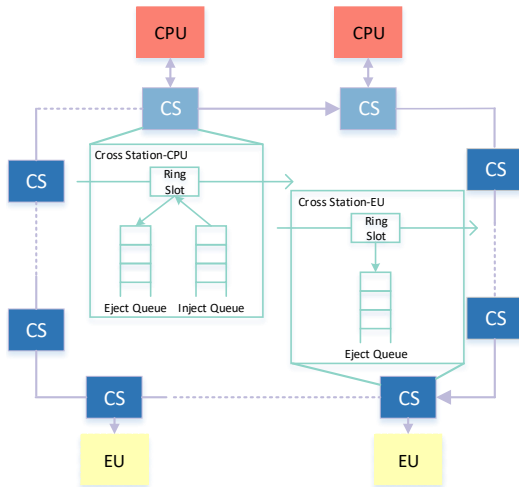 CPU
CPU
CS
CS
Cross Station-CPU
Ring
Slot
Eject Queue
Inject Queue
CS
CS
Cross Station-EU
Ring
Slot
Eject Queue
CS
CS
CS
CS
EU
EU